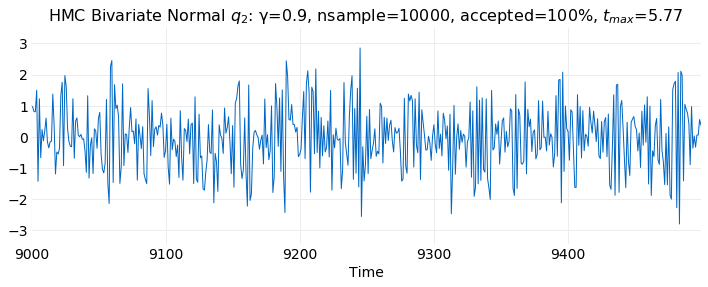 HMC Bivariate Normal q₂: γ=0.9, nsample=10000, accepted=100%, tₘₐₓ=5.77
3
2
1
0
−1
−2
−3
9000 9100 9200 9300 9400
Time